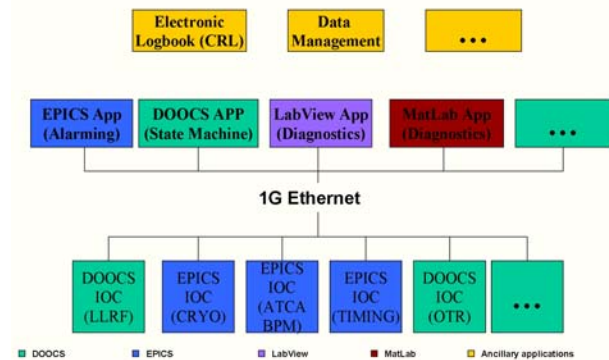 Electronic
Logbook (CRL)
Data
Management
...
EPICS App
(Alarming)
DOOCS APP
(State Machine)
LabView App
(Diagnostics)
MatLab App
(Diagnostics)
...
1G Ethernet
DOOCS
IOC
(LLRF)
EPICS
IOC
(CRYO)
EPICS
IOC
(ATCA
BPM)
EPICS
IOC
(TIMING)
DOOCS
IOC
(OTR)
...
DOOCS
EPICS
LabView
MatLab
Ancillary applications